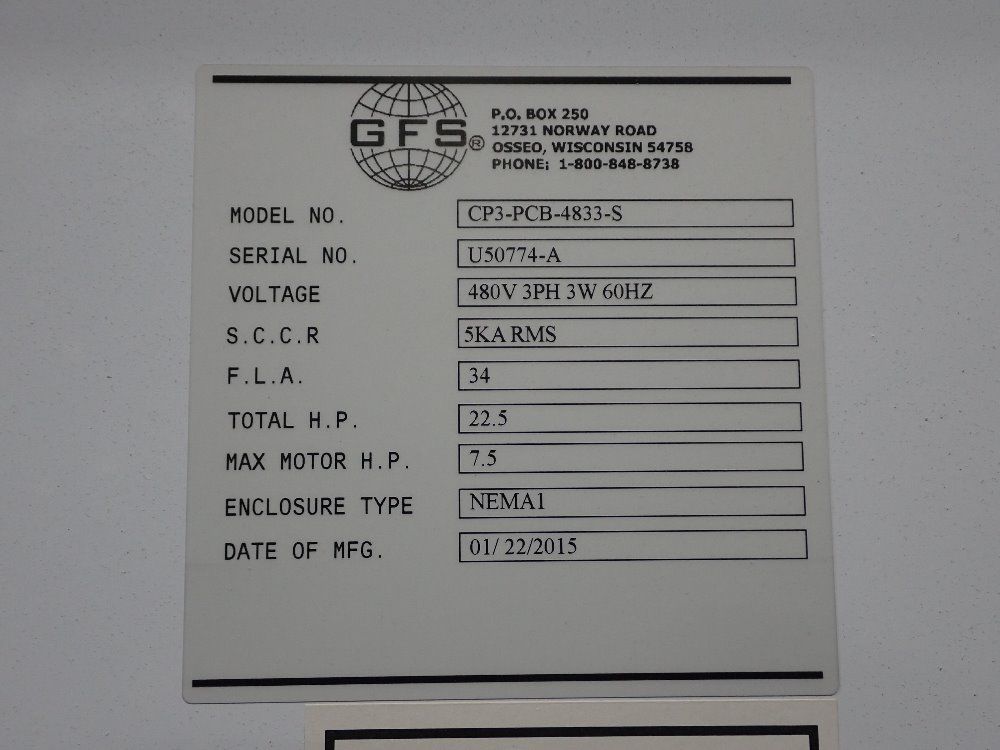 GFS®
P.O. BOX 250
12731 NORWAY ROAD
OSSEO, WISCONSIN 54758
PHONE; 1-800-848-8738
MODEL NO. CP3-PCB-4833-S
SERIAL NO. U50774-A
VOLTAGE 480V 3PH 3W 60HZ
S.C.C.R 5KA RMS
F.L.A. 34
TOTAL H.P. 22.5
MAX MOTOR H.P. 7.5
ENCLOSURE TYPE NEMA1
DATE OF MFG. 01/ 22/2015